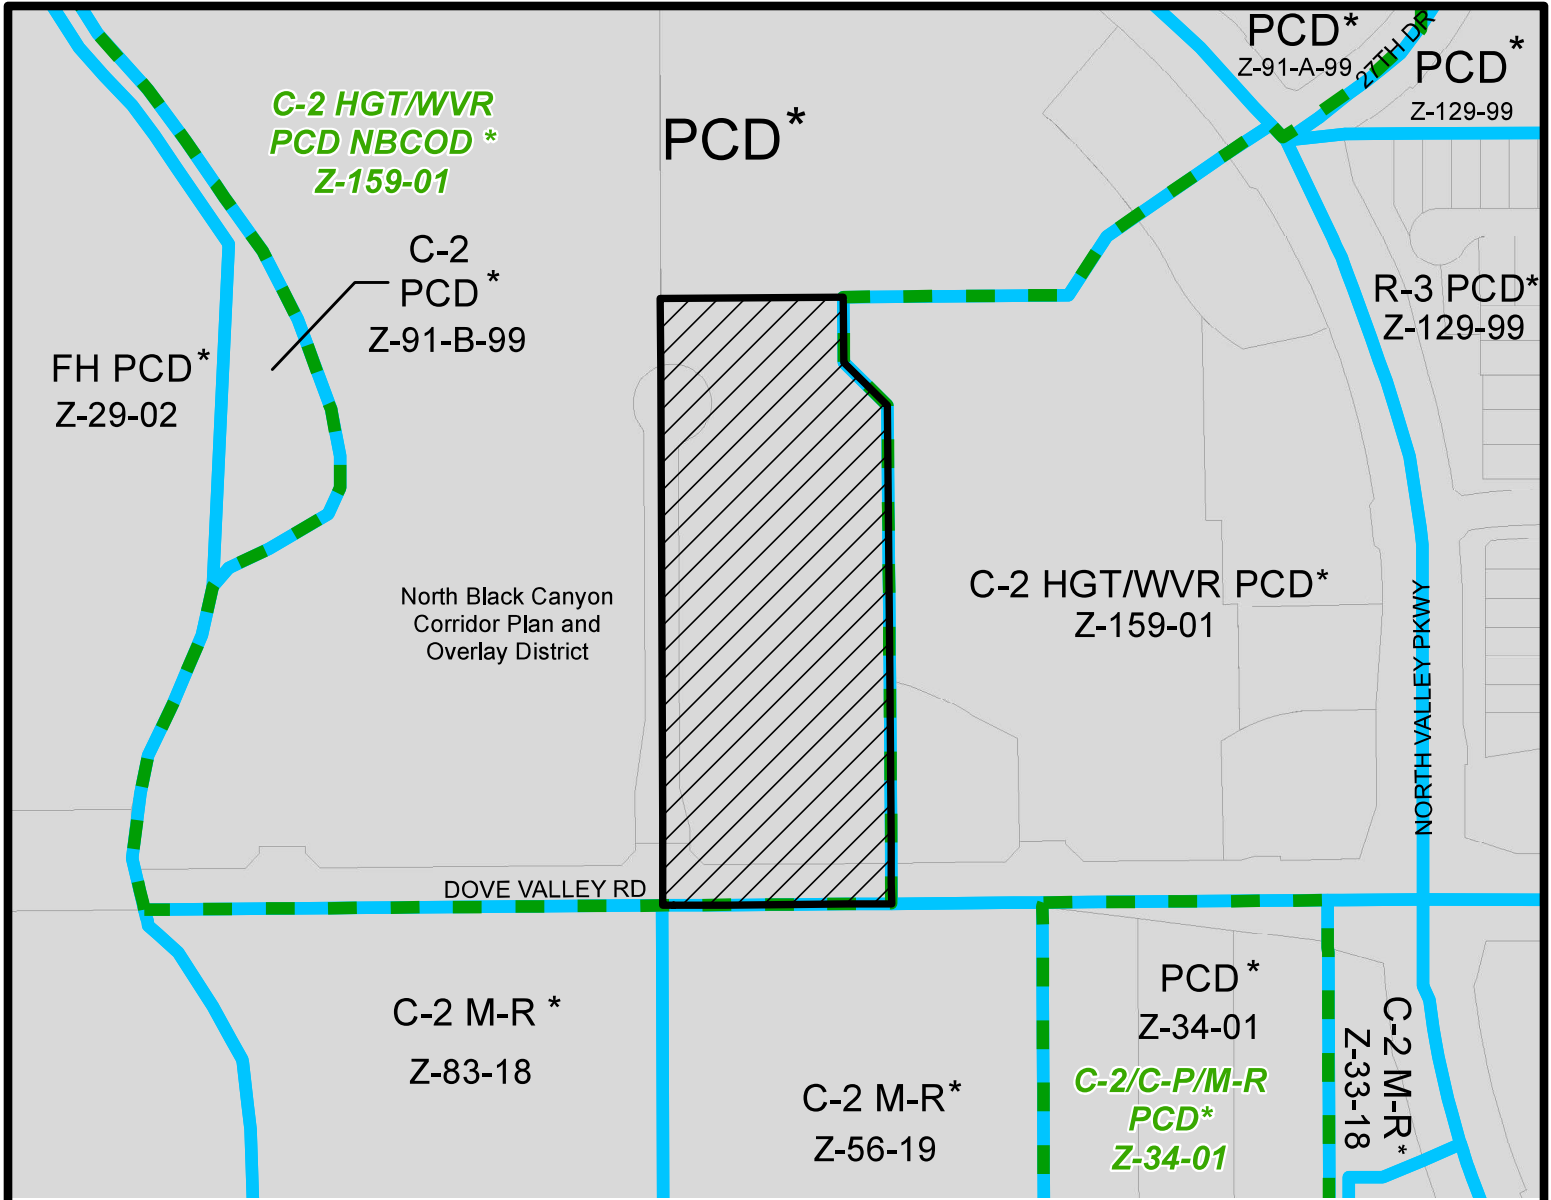 PCD*
Z-91-A-99
27TH DR
PCD*
Z-129-99
C-2 HGT/WVR
PCD NBCOD *
Z-159-01
PCD*
C-2
PCD*
Z-91-B-99
FH PCD*
Z-29-02
R-3 PCD*
Z-129-99
North Black Canyon
Corridor Plan and
Overlay District
C-2 HGT/WVR PCD*
Z-159-01
NORTH VALLEY PKWY
DOVE VALLEY RD
C-2 M-R *
Z-83-18
C-2 M-R*
Z-56-19
PCD*
Z-34-01
C-2/C-P/M-R
PCD*
Z-34-01
C-2 M-R*
Z-33-18